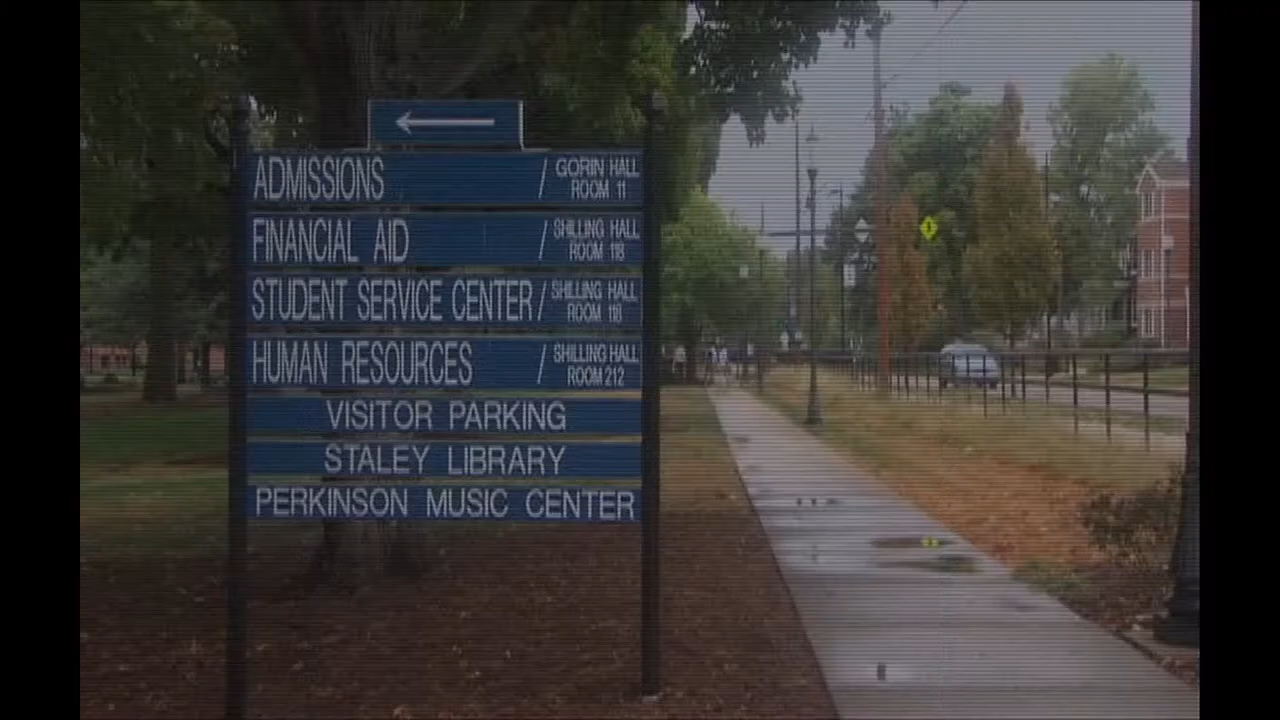 ADMISSIONS / GORIN HALL
ROOM 11
FINANCIAL AID / SHILLING HALL
ROOM 118
STUDENT SERVICE CENTER / SHILLING HALL
ROOM 118
HUMAN RESOURCES / SHILLING HALL
ROOM 212
VISITOR PARKING
STALEY LIBRARY
PERKINSON MUSIC CENTER